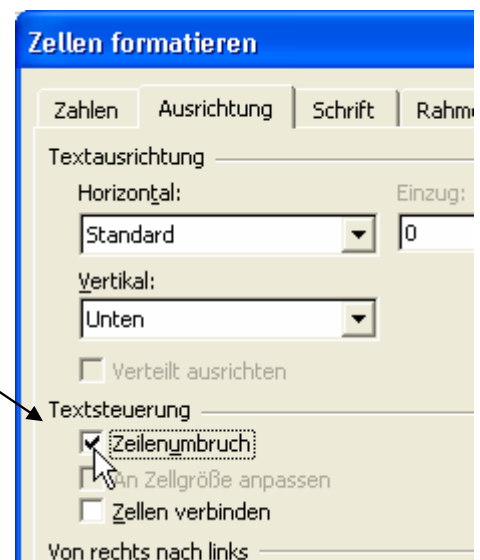 Zellen formatieren
Zahlen Ausrichtung Schrift Rahme
Textausrichtung
Horizontal: Einzug:
Standard 0
Vertikal:
Unten
Verteilt ausrichten
Textsteuerung
Zeilenumbruch
An Zellgröße anpassen
Zellen verbinden
Von rechts nach links